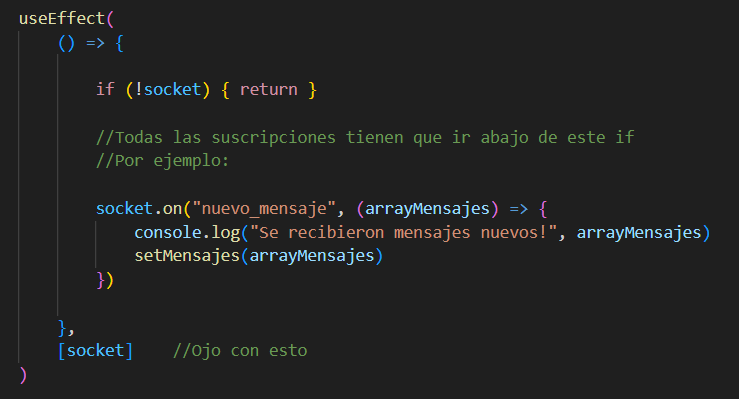 useEffect(
() => {
if (!socket) { return }
//Todas las suscripciones tienen que ir abajo de este if
//Por ejemplo:
socket.on("nuevo_mensaje", (arrayMensajes) => {
console.log("Se recibieron mensajes nuevos!", arrayMensajes)
setMensajes(arrayMensajes)
})
},
[socket]    //Ojo con esto
)